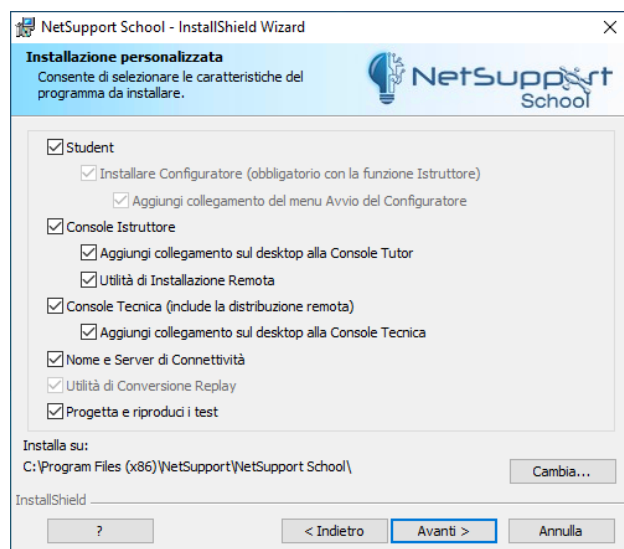 NetSupport School - InstallShield Wizard
Installazione personalizzata
Consente di selezionare le caratteristiche del
programma da installare.
NetSupport
School
Student
Installare Configuratore (obbligatorio con la funzione Istruttore)
Aggiungi collegamento del menu Avvio del Configuratore
Console Istruttore
Aggiungi collegamento sul desktop alla Console Tutor
Utilità di Installazione Remota
Console Tecnica (include la distribuzione remota)
Aggiungi collegamento sul desktop alla Console Tecnica
Nome e Server di Connettività
Utilità di Conversione Replay
Progetta e riproduci i test
Installa su:
C:\Program Files (x86)\NetSupport\NetSupport School\
Cambia...
InstallShield
? < Indietro Avanti > Annulla